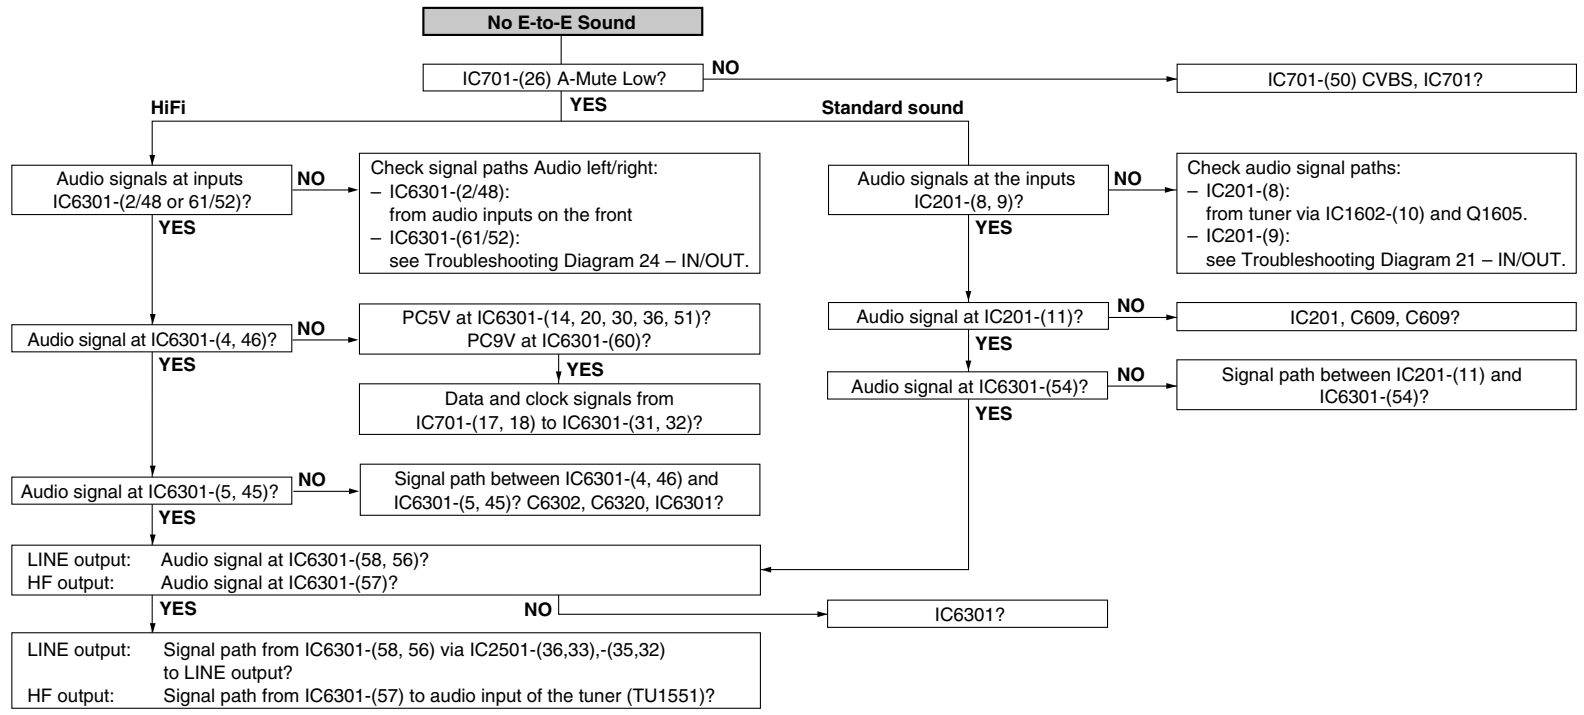 No E-to-E Sound
IC701-(26) A-Mute Low?
NO
IC701-(50) CVBS, IC701?
YES
HiFi
Standard sound
Audio signals at inputs
IC6301-(2/48 or 61/52)?
NO
YES
Check signal paths Audio left/right:
– IC6301-(2/48):
from audio inputs on the front
– IC6301-(61/52):
see Troubleshooting Diagram 24 – IN/OUT.
Audio signals at the inputs
IC201-(8, 9)?
NO
YES
Check audio signal paths:
– IC201-(8):
from tuner via IC1602-(10) and Q1605.
– IC201-(9):
see Troubleshooting Diagram 21 – IN/OUT.
Audio signal at IC6301-(4, 46)?
NO
YES
PC5V at IC6301-(14, 20, 30, 36, 51)?
PC9V at IC6301-(60)?
YES
Data and clock signals from
IC701-(17, 18) to IC6301-(31, 32)?
Audio signal at IC201-(11)?
NO
YES
IC201, C609, C609?
Audio signal at IC6301-(54)?
NO
YES
Signal path between IC201-(11) and
IC6301-(54)?
Audio signal at IC6301-(5, 45)?
NO
YES
Signal path between IC6301-(4, 46) and
IC6301-(5, 45)? C6302, C6320, IC6301?
LINE output: Audio signal at IC6301-(58, 56)?
HF output: Audio signal at IC6301-(57)?
YES
NO
IC6301?
LINE output: Signal path from IC6301-(58, 56) via IC2501-(36,33),-(35,32)
to LINE output?
HF output: Signal path from IC6301-(57) to audio input of the tuner (TU1551)?